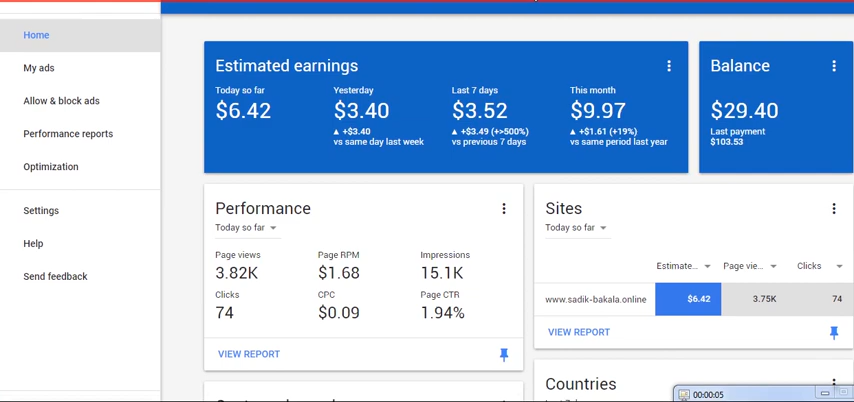 Home
My ads
Allow & block ads
Performance reports
Optimization
Settings
Help
Send feedback
Estimated earnings
Today so far
$6.42
Yesterday
$3.40
▲ +$3.40
vs same day last week
Last 7 days
$3.52
▲ +$3.49 (+>500%)
vs previous 7 days
This month
$9.97
▲ +$1.61 (+19%)
vs same period last year
Balance
$29.40
Last payment
$103.53
Performance
Today so far
Page views
3.82K
Page RPM
$1.68
Impressions
15.1K
Clicks
74
CPC
$0.09
Page CTR
1.94%
VIEW REPORT
Sites
Today so far
Estimate... Page vie... Clicks
www.sadik-bakala.online $6.42 3.75K 74
VIEW REPORT
Countries
00:00:05